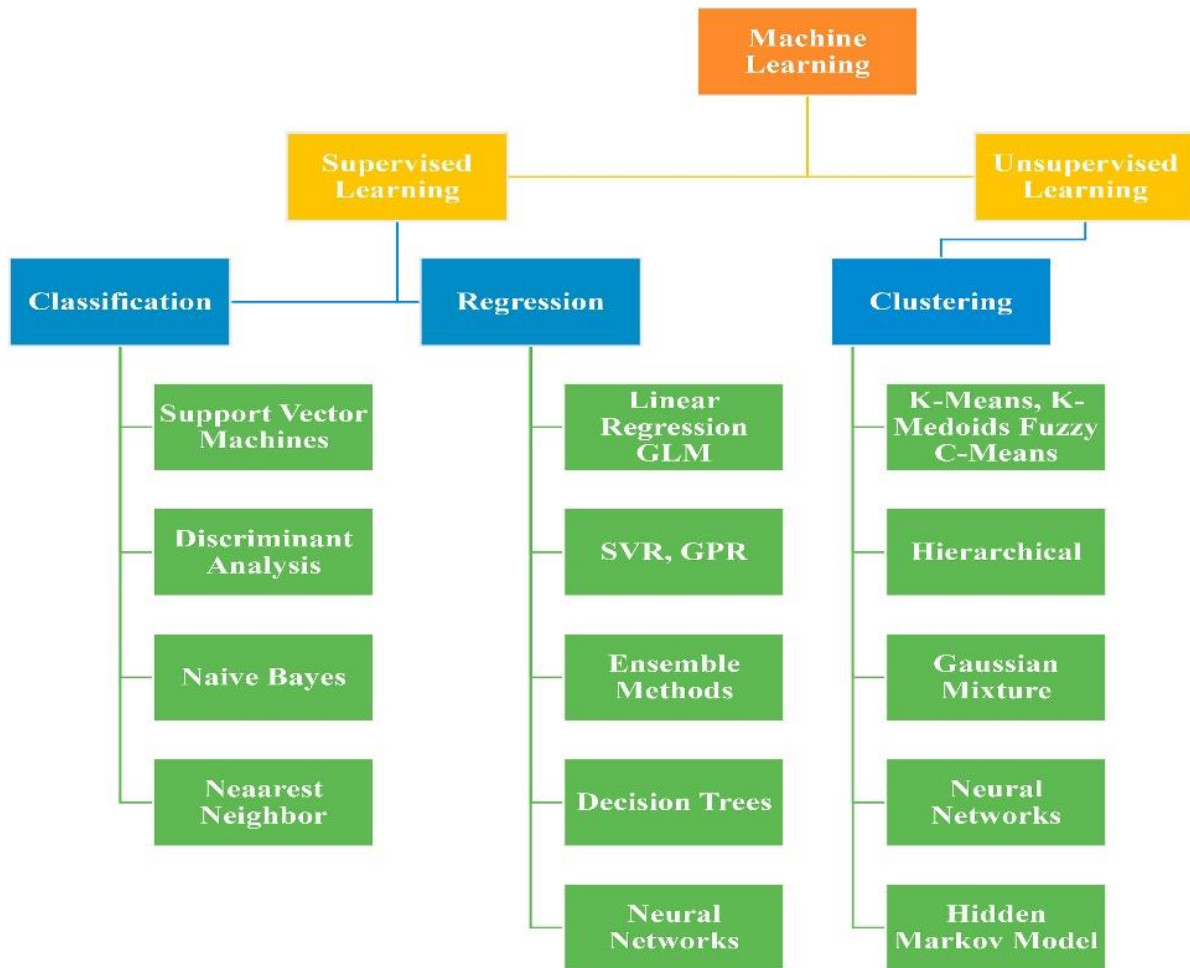 Machine
Learning
Supervised
Learning
Unsupervised
Learning
Classification
Regression
Clustering
Support Vector
Machines
Discriminant
Analysis
Naive Bayes
Neaarest
Neighbor
Linear
Regression
GLM
SVR, GPR
Ensemble
Methods
Decision Trees
Neural
Networks
K-Means, K-
Medoids Fuzzy
C-Means
Hierarchical
Gaussian
Mixture
Neural
Networks
Hidden
Markov Model